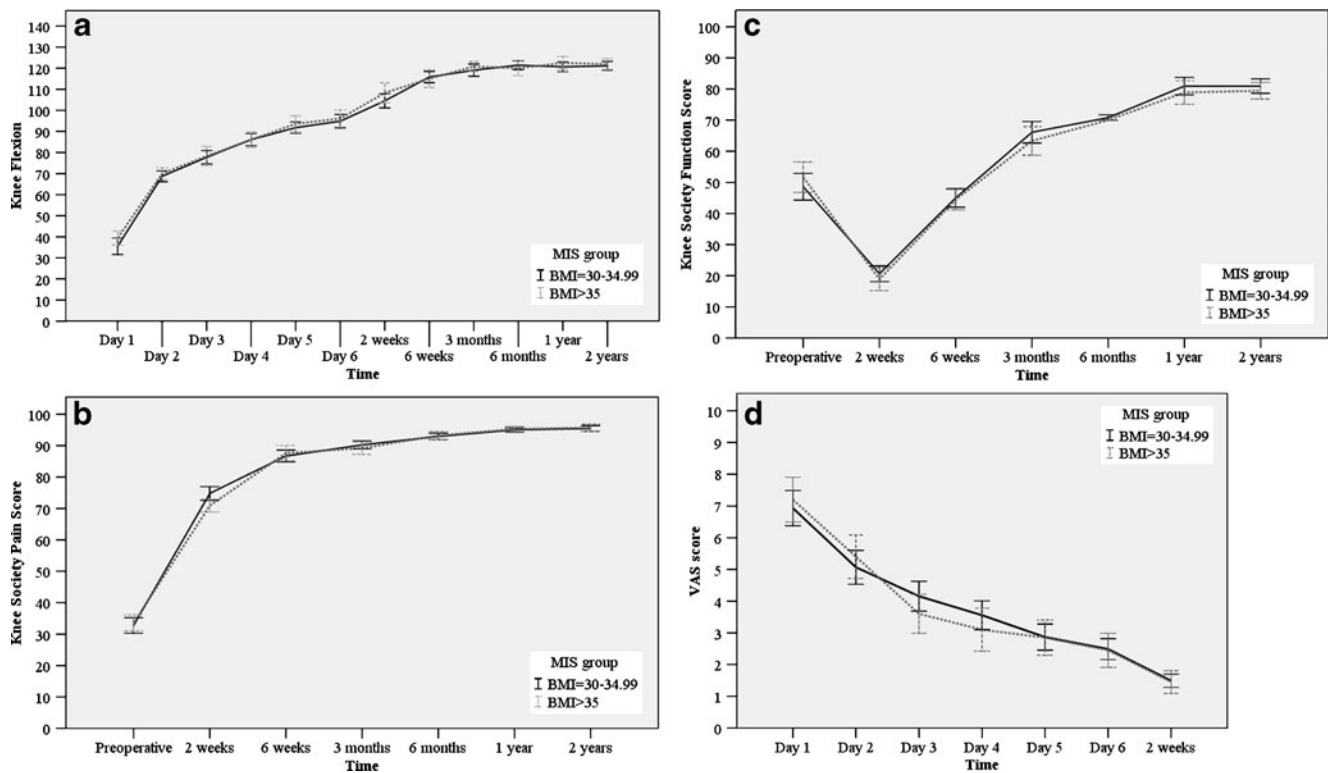 a
Knee Flexion
140
130
120
110
100
90
80
70
60
50
40
30
20
10
0
MIS group
BMI=30-34.99
BMI>35
Day 1 Day 3 Day 5 2 weeks 3 months 1 year
Day 2 Day 4 Day 6 6 weeks 6 months 2 years
Time
b
Knee Society Pain Score
100
90
80
70
60
50
40
30
20
10
0
MIS group
BMI=30-34.99
BMI>35
Preoperative 2 weeks 6 weeks 3 months 6 months 1 year 2 years
Time
c
Knee Society Function Score
100
90
80
70
60
50
40
30
20
10
0
MIS group
BMI=30-34.99
BMI>35
Preoperative 2 weeks 6 weeks 3 months 6 months 1 year 2 years
Time
d
VAS score
10
9
8
7
6
5
4
3
2
1
0
MIS group
BMI=30-34.99
BMI>35
Day 1 Day 2 Day 3 Day 4 Day 5 Day 6 2 weeks
Time